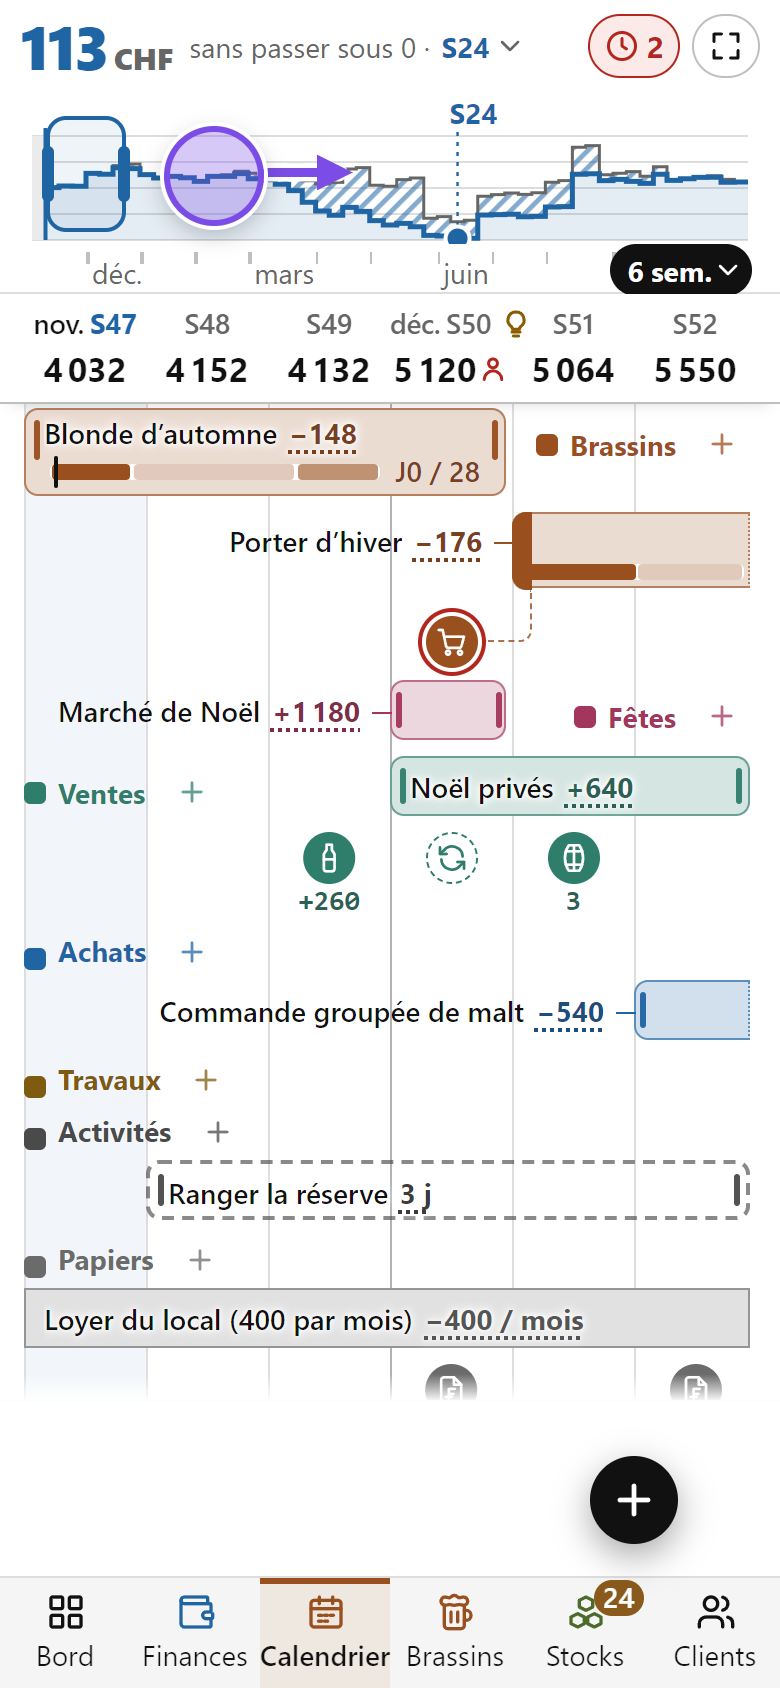 113 CHF sans passer sous 0 · S24
2
S24
déc. mars juin
6 sem.
nov. S47 S48 S49 déc. S50 S51 S52
4 032 4 152 4 132 5 120 5 064 5 550
Blonde d’automne −148
J0 / 28
Brassins +
Porter d’hiver −176
Marché de Noël +1 180
Fêtes +
Ventes +
Noël privés +640
+260
3
Achats +
Commande groupée de malt −540
Travaux +
Activités +
Ranger la réserve 3 j
Papiers +
Loyer du local (400 par mois) −400 / mois
24
Bord Finances Calendrier Brassins Stocks Clients